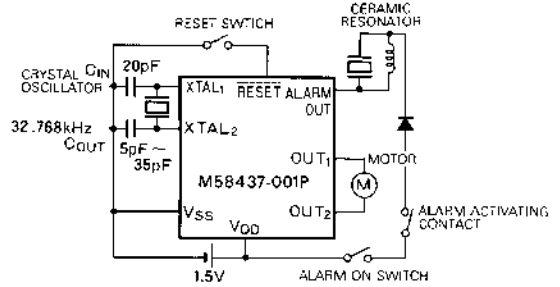 RESET SWTICH
CERAMIC
RESONATOR
CRYSTAL
OSCILLATOR
CIN
20pF
XTAL1
RESET
ALARM
OUT
32.768kHz
COUT
5pF ~
35pF
XTAL2
M58437-001P
OUT1
MOTOR
M
OUT2
VSS
VDD
ALARM ACTIVATING
CONTACT
1.5V
ALARM ON SWITCH